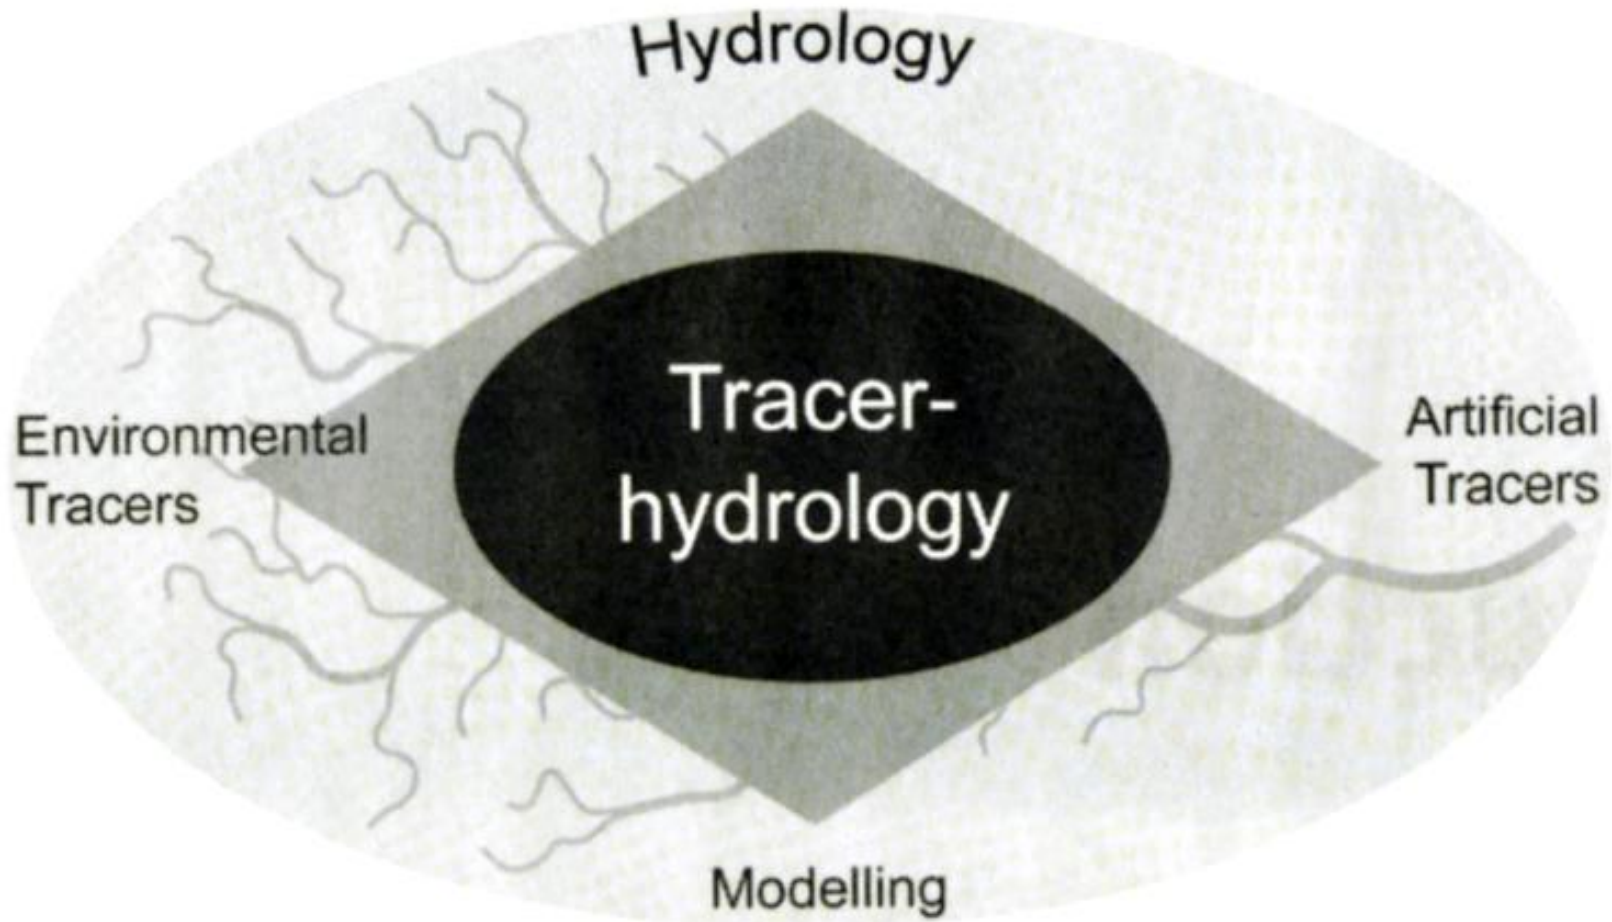 Hydrology
Tracer-
hydrology
Environmental
Tracers
Artificial
Tracers
Modelling